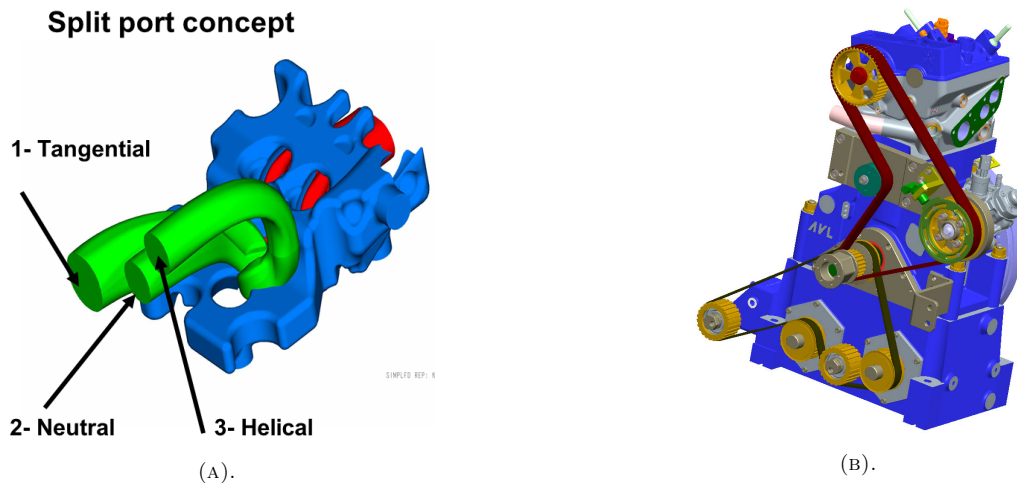 Split port concept
1- Tangential
2- Neutral
3- Helical
SIMPLFD REP: K
AVL
(A).
(B).